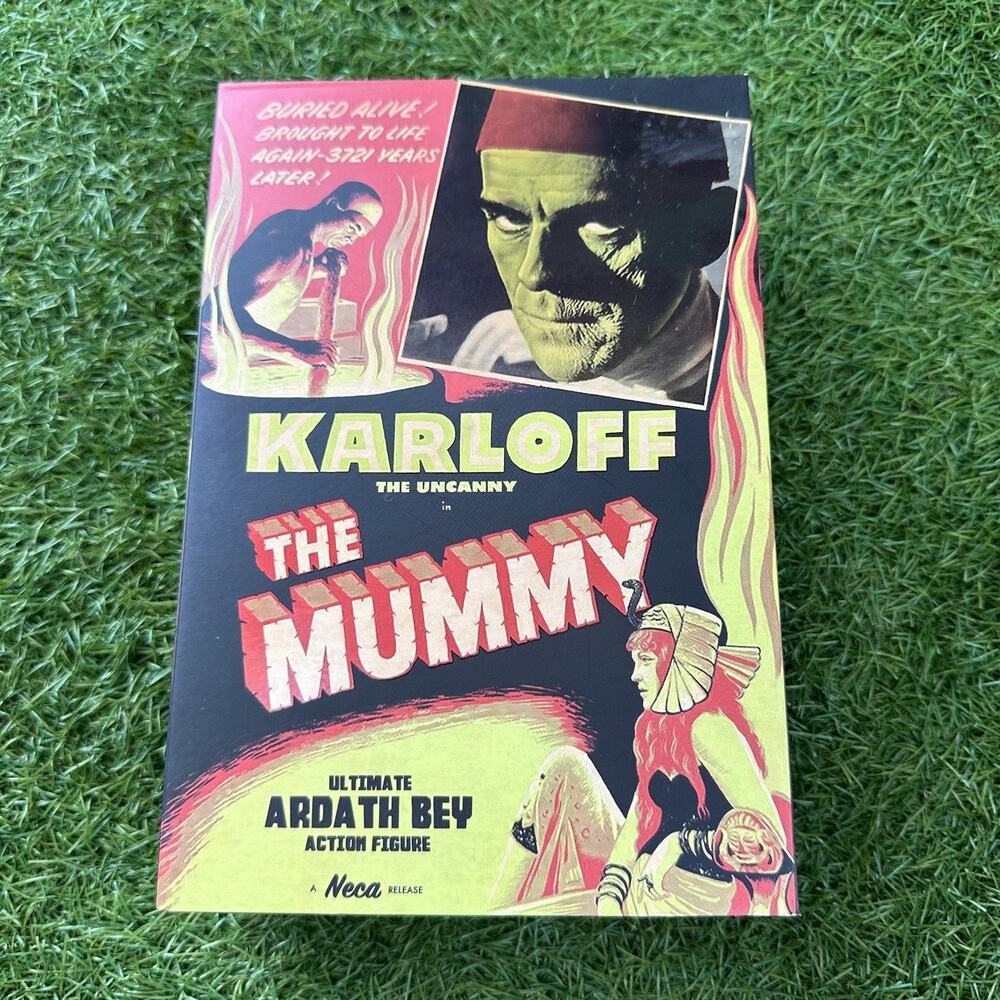 BURIED ALIVE!
BROUGHT TO LIFE
AGAIN-3721 YEARS
LATER!
KARLOFF
THE UNCANNY
in
THE
MUMMY
ULTIMATE
ARDATH BEY
ACTION FIGURE
A Neca RELEASE